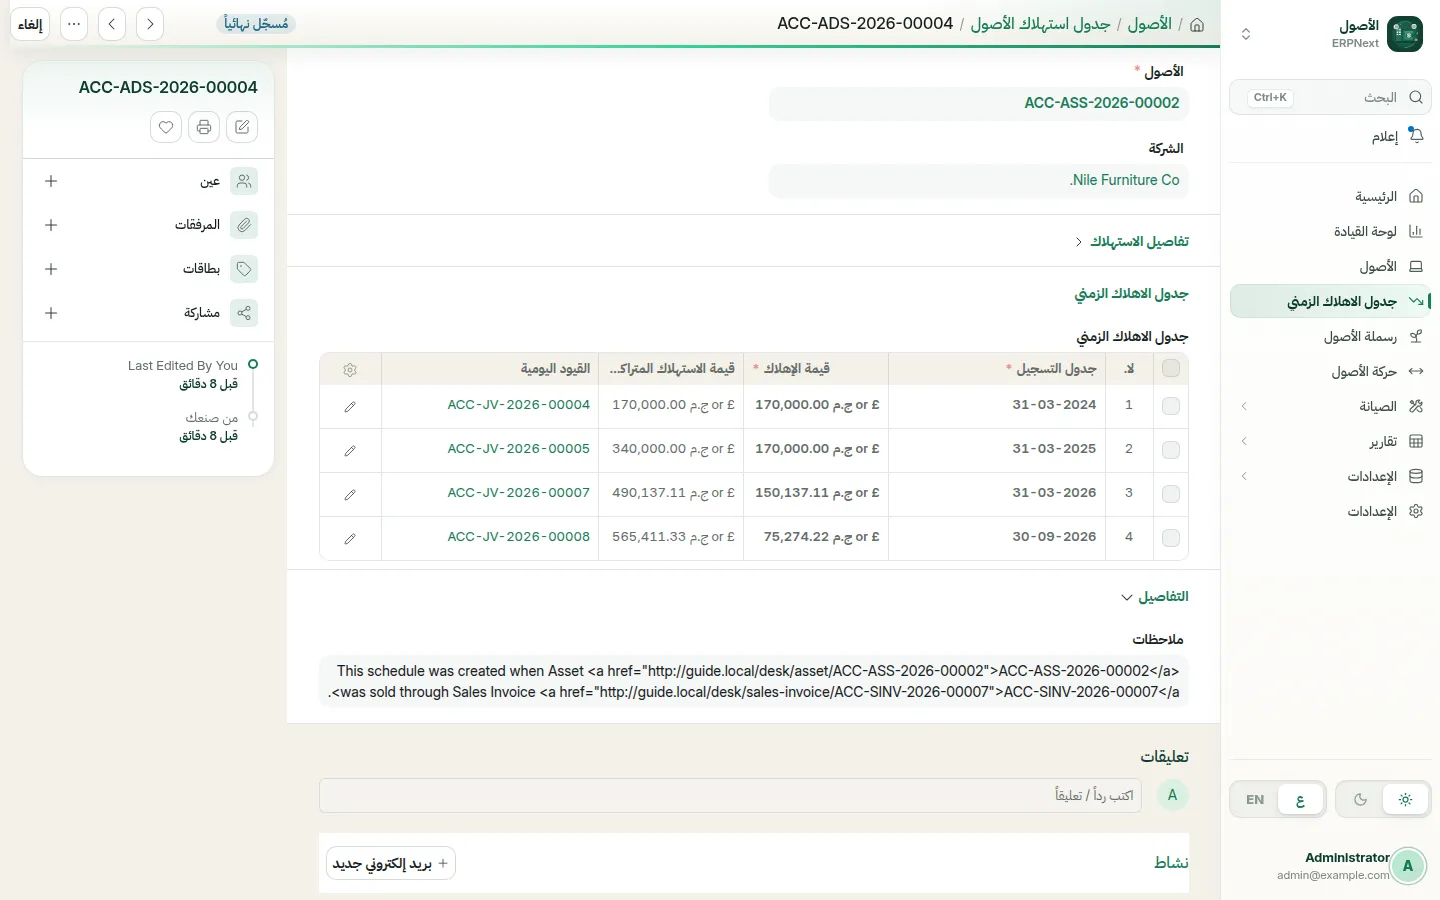 الأصول
ERPNext
البحث
Ctrl+K
إعلام
الرئيسية
لوحة القيادة
الأصول
جدول الاهلاك الزمني
رسملة الأصول
حركة الأصول
الصيانة
تقارير
الإعدادات
الإعدادات
ع
EN
Administrator
admin@example.com
A
الأصول / جدول استهلاك الأصول / ACC-ADS-2026-00004
مُسجّل نهائياً
إلغاء
الأصول *
ACC-ASS-2026-00002
الشركة
Nile Furniture Co.
تفاصيل الاستهلاك
جدول الاهلاك الزمني
جدول الاهلاك الزمني
لا. جدول التسجيل * قيمة الإهلاك * قيمة الاستهلاك المتراكـ... القيود اليومية
1 31-03-2024 £ or ج.م 170,000.00 £ or ج.م 170,000.00 ACC-JV-2026-00004
2 31-03-2025 £ or ج.م 170,000.00 £ or ج.م 340,000.00 ACC-JV-2026-00005
3 31-03-2026 £ or ج.م 150,137.11 £ or ج.م 490,137.11 ACC-JV-2026-00007
4 30-09-2026 £ or ج.م 75,274.22 £ or ج.م 565,411.33 ACC-JV-2026-00008
التفاصيل
ملاحظات
This schedule was created when Asset <a href="http://guide.local/desk/asset/ACC-ASS-2026-00002">ACC-ASS-2026-00002</a>
was sold through Sales Invoice <a href="http://guide.local/desk/sales-invoice/ACC-SINV-2026-00007">ACC-SINV-2026-00007</a>.
تعليقات
A
اكتب رداً / تعليقاً
نشاط
+ بريد إلكتروني جديد
ACC-ADS-2026-00004
عين
المرفقات
بطاقات
مشاركة
Last Edited By You
قبل 8 دقائق
من صنعك
قبل 8 دقائق